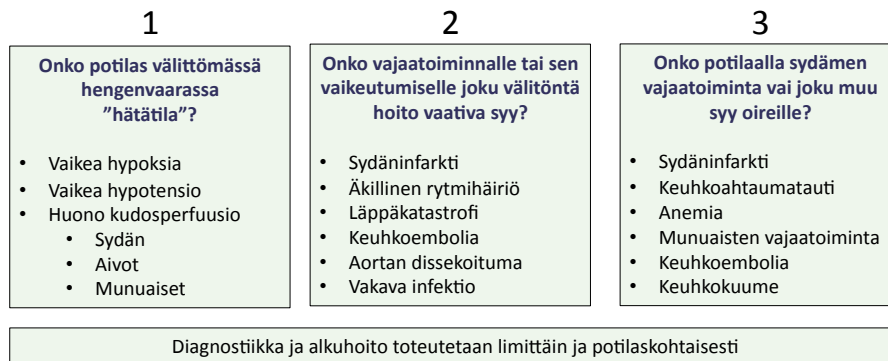 1
Onko potilas välittömässä
hengenvaarassa
”hätätila”?
• Vaikea hypoksia
• Vaikea hypotensio
• Huono kudosperfuusio
• Sydän
• Aivot
• Munuaiset
2
Onko vajaatoiminnalle tai sen
vaikeutumiselle joku välitöntä
hoito vaativa syy?
• Sydäninfarkti
• Äkillinen rytmihäiriö
• Läppäkatastrofi
• Keuhkoembolia
• Aortan dissekoituma
• Vakava infektio
3
Onko potilaalla sydämen
vajaatoiminta vai joku muu
syy oireille?
• Sydäninfarkti
• Keuhkoahtaumatauti
• Anemia
• Munuaisten vajaatoiminta
• Keuhkoembolia
• Keuhkokuume
Diagnostiikka ja alkuhoito toteutetaan limittäin ja potilaskohtaisesti